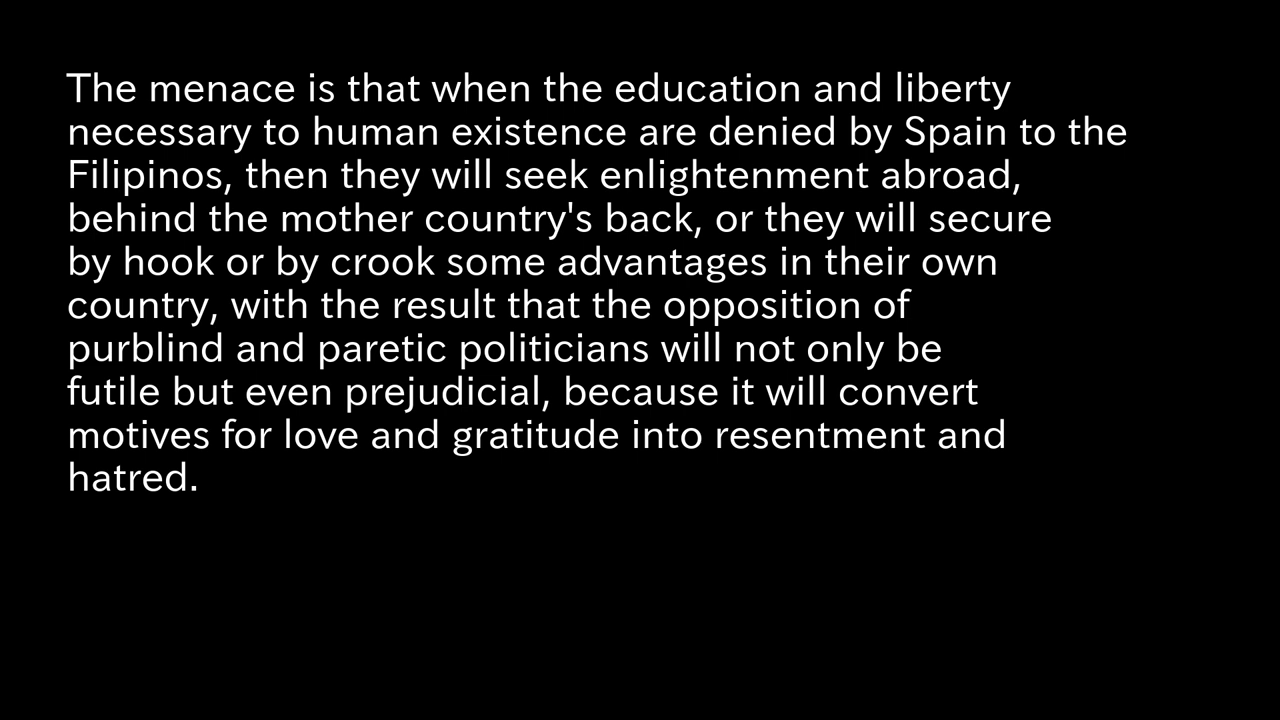 The menace is that when the education and liberty
necessary to human existence are denied by Spain to the
Filipinos, then they will seek enlightenment abroad,
behind the mother country's back, or they will secure
by hook or by crook some advantages in their own
country, with the result that the opposition of
purblind and paretic politicians will not only be
futile but even prejudicial, because it will convert
motives for love and gratitude into resentment and
hatred.